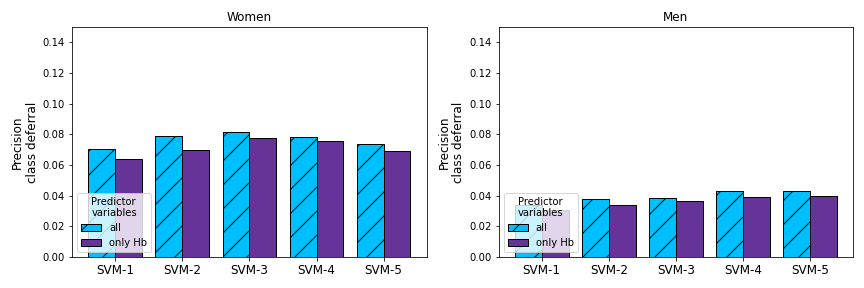 Women
0.14
0.12
0.10
0.08
0.06
0.04
0.02
0.00
Precision
class deferral
Predictor
variables
all
only Hb
SVM-1 SVM-2 SVM-3 SVM-4 SVM-5
Men
0.14
0.12
0.10
0.08
0.06
0.04
0.02
0.00
Precision
class deferral
Predictor
variables
all
only Hb
SVM-1 SVM-2 SVM-3 SVM-4 SVM-5